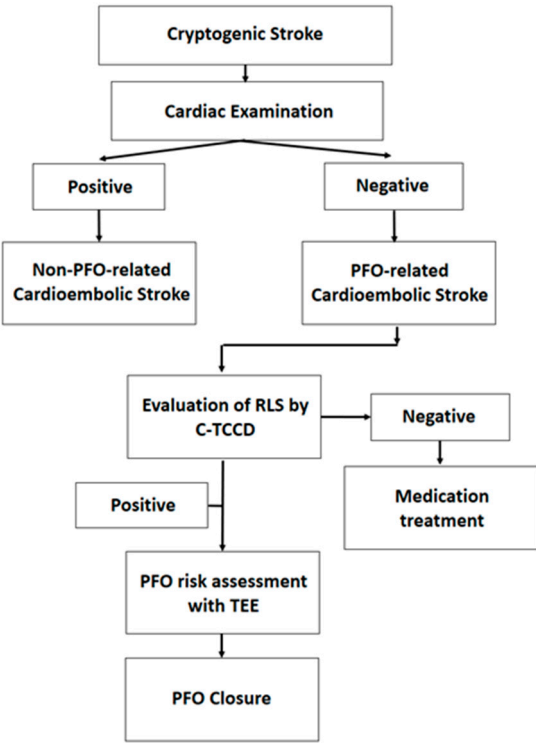 Cryptogenic Stroke
Cardiac Examination
Positive
Negative
Non-PFO-related
Cardioembolic Stroke
PFO-related
Cardioembolic Stroke
Evaluation of RLS by
C-TCCD
Negative
Positive
Medication
treatment
PFO risk assessment
with TEE
PFO Closure